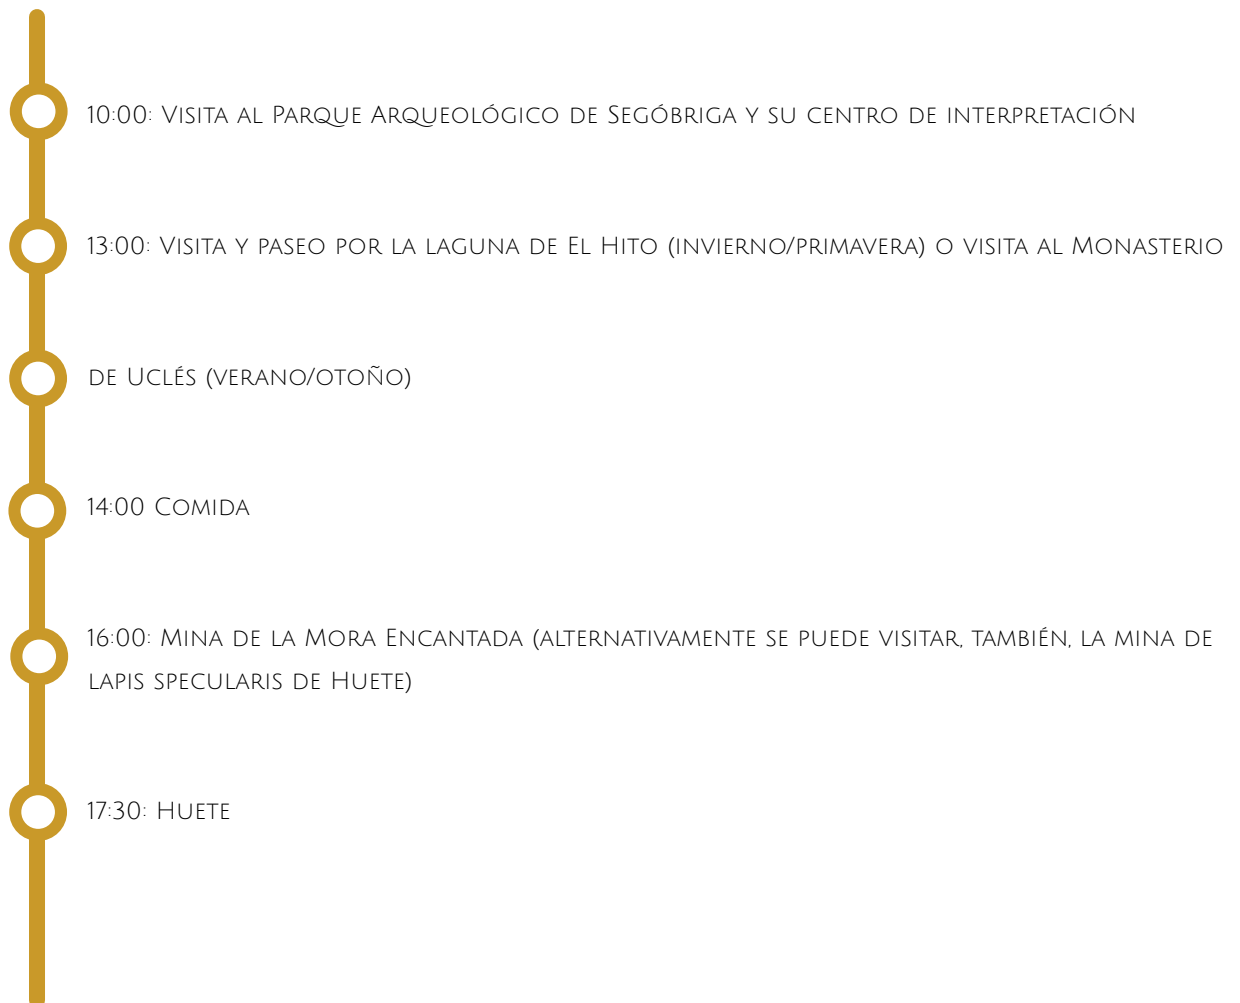 10:00: Visita al Parque Arqueológico de Segóbriga y su centro de interpretación
13:00: Visita y paseo por la laguna de El Hito (invierno/primavera) o visita al Monasterio
de Uclés (verano/otoño)
14:00 Comida
16:00: Mina de la Mora Encantada (alternativamente se puede visitar, también, la mina de
lapis specularis de Huete)
17:30: Huete